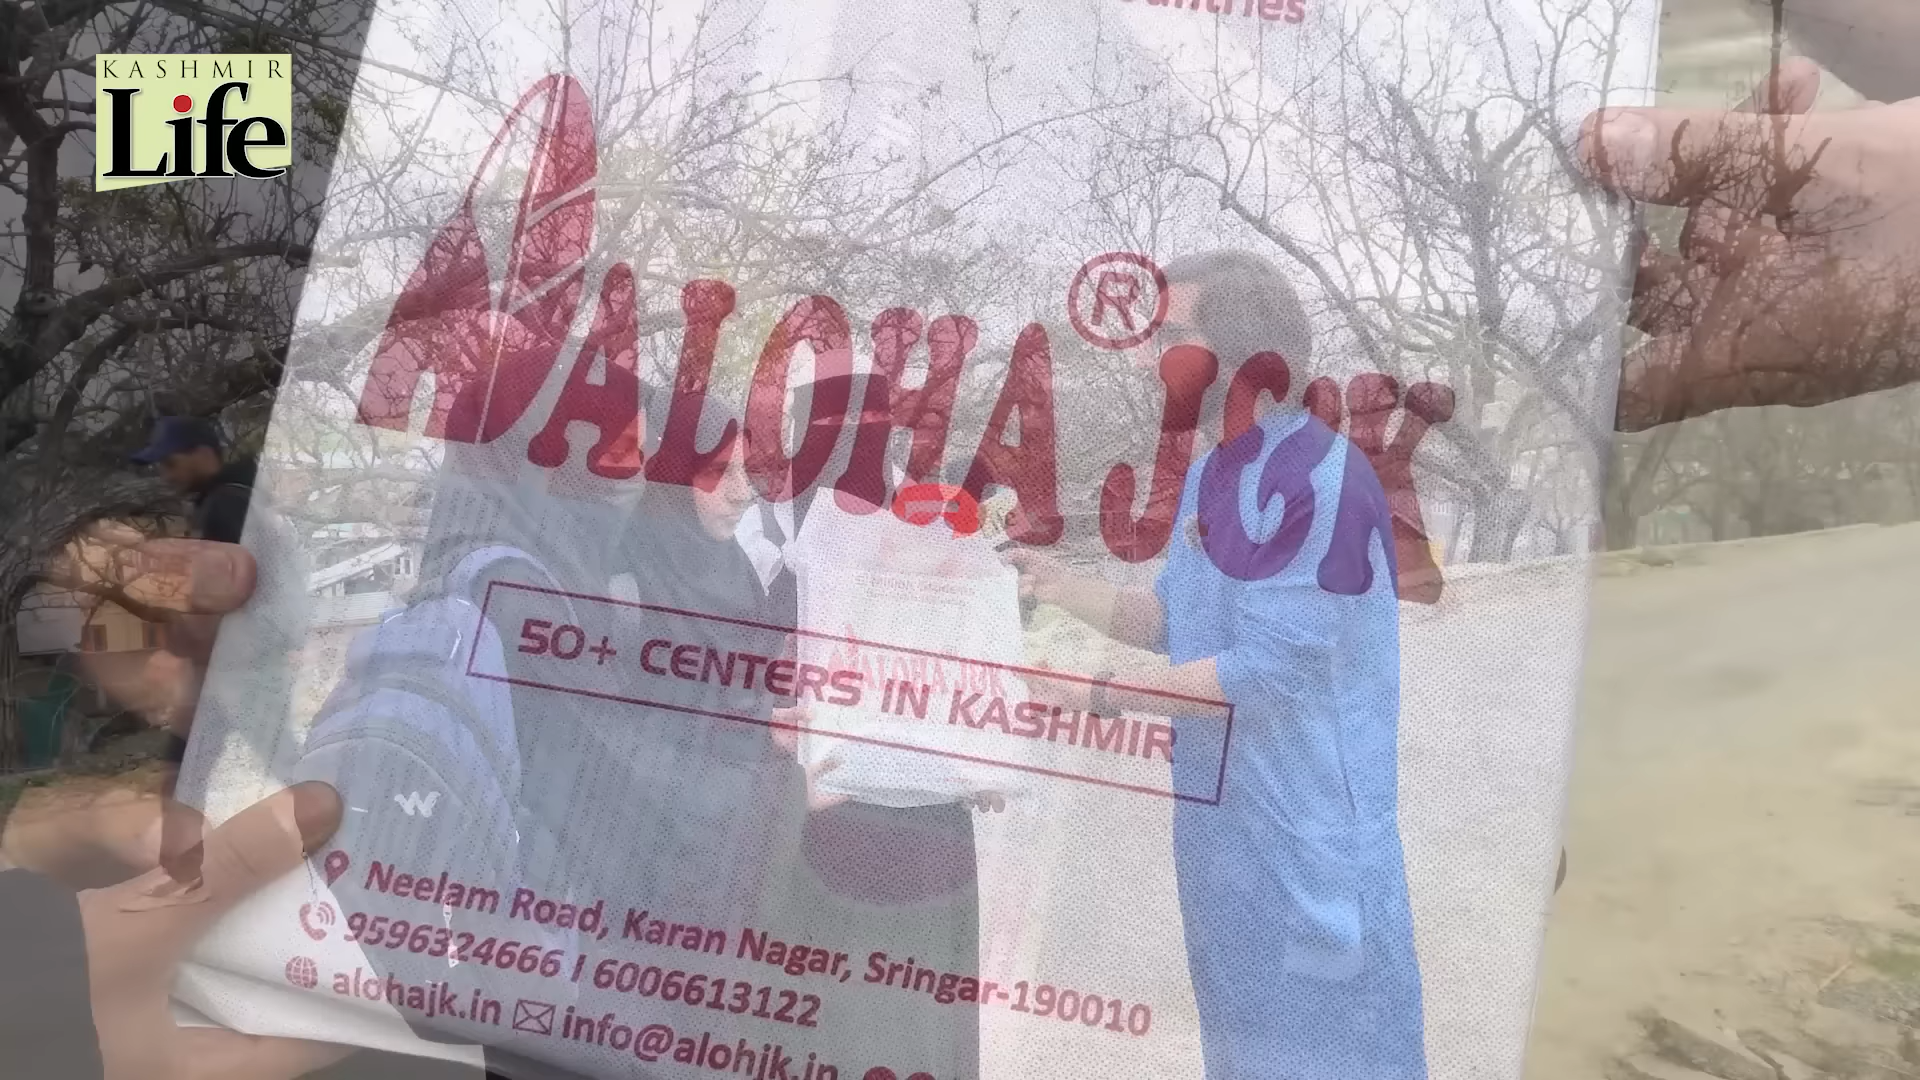 KASHMIR
Life
ALOHA J&K ®
50+ CENTERS IN KASHMIR
Neelam Road, Karan Nagar, Sringar-190010
9596324666 I 6006613122
alohajk.in info@alohjk.in
ALOHA J&K
W